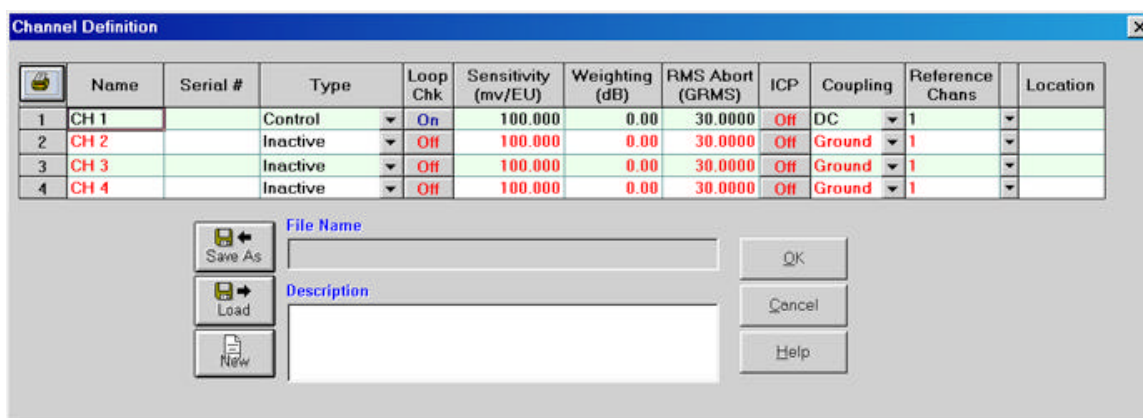 Channel Definition
Name Serial # Type Loop Chk Sensitivity (mv/EU) Weighting (dB) RMS Abort (GRMS) ICP Coupling Reference Chans Location
1 CH 1 Control On 100.000 0.00 30.0000 Off DC 1
2 CH 2 Inactive Off 100.000 0.00 30.0000 Off Ground 1
3 CH 3 Inactive Off 100.000 0.00 30.0000 Off Ground 1
4 CH 4 Inactive Off 100.000 0.00 30.0000 Off Ground 1
File Name
Save As
OK
Description
Load
Cancel
New
Help